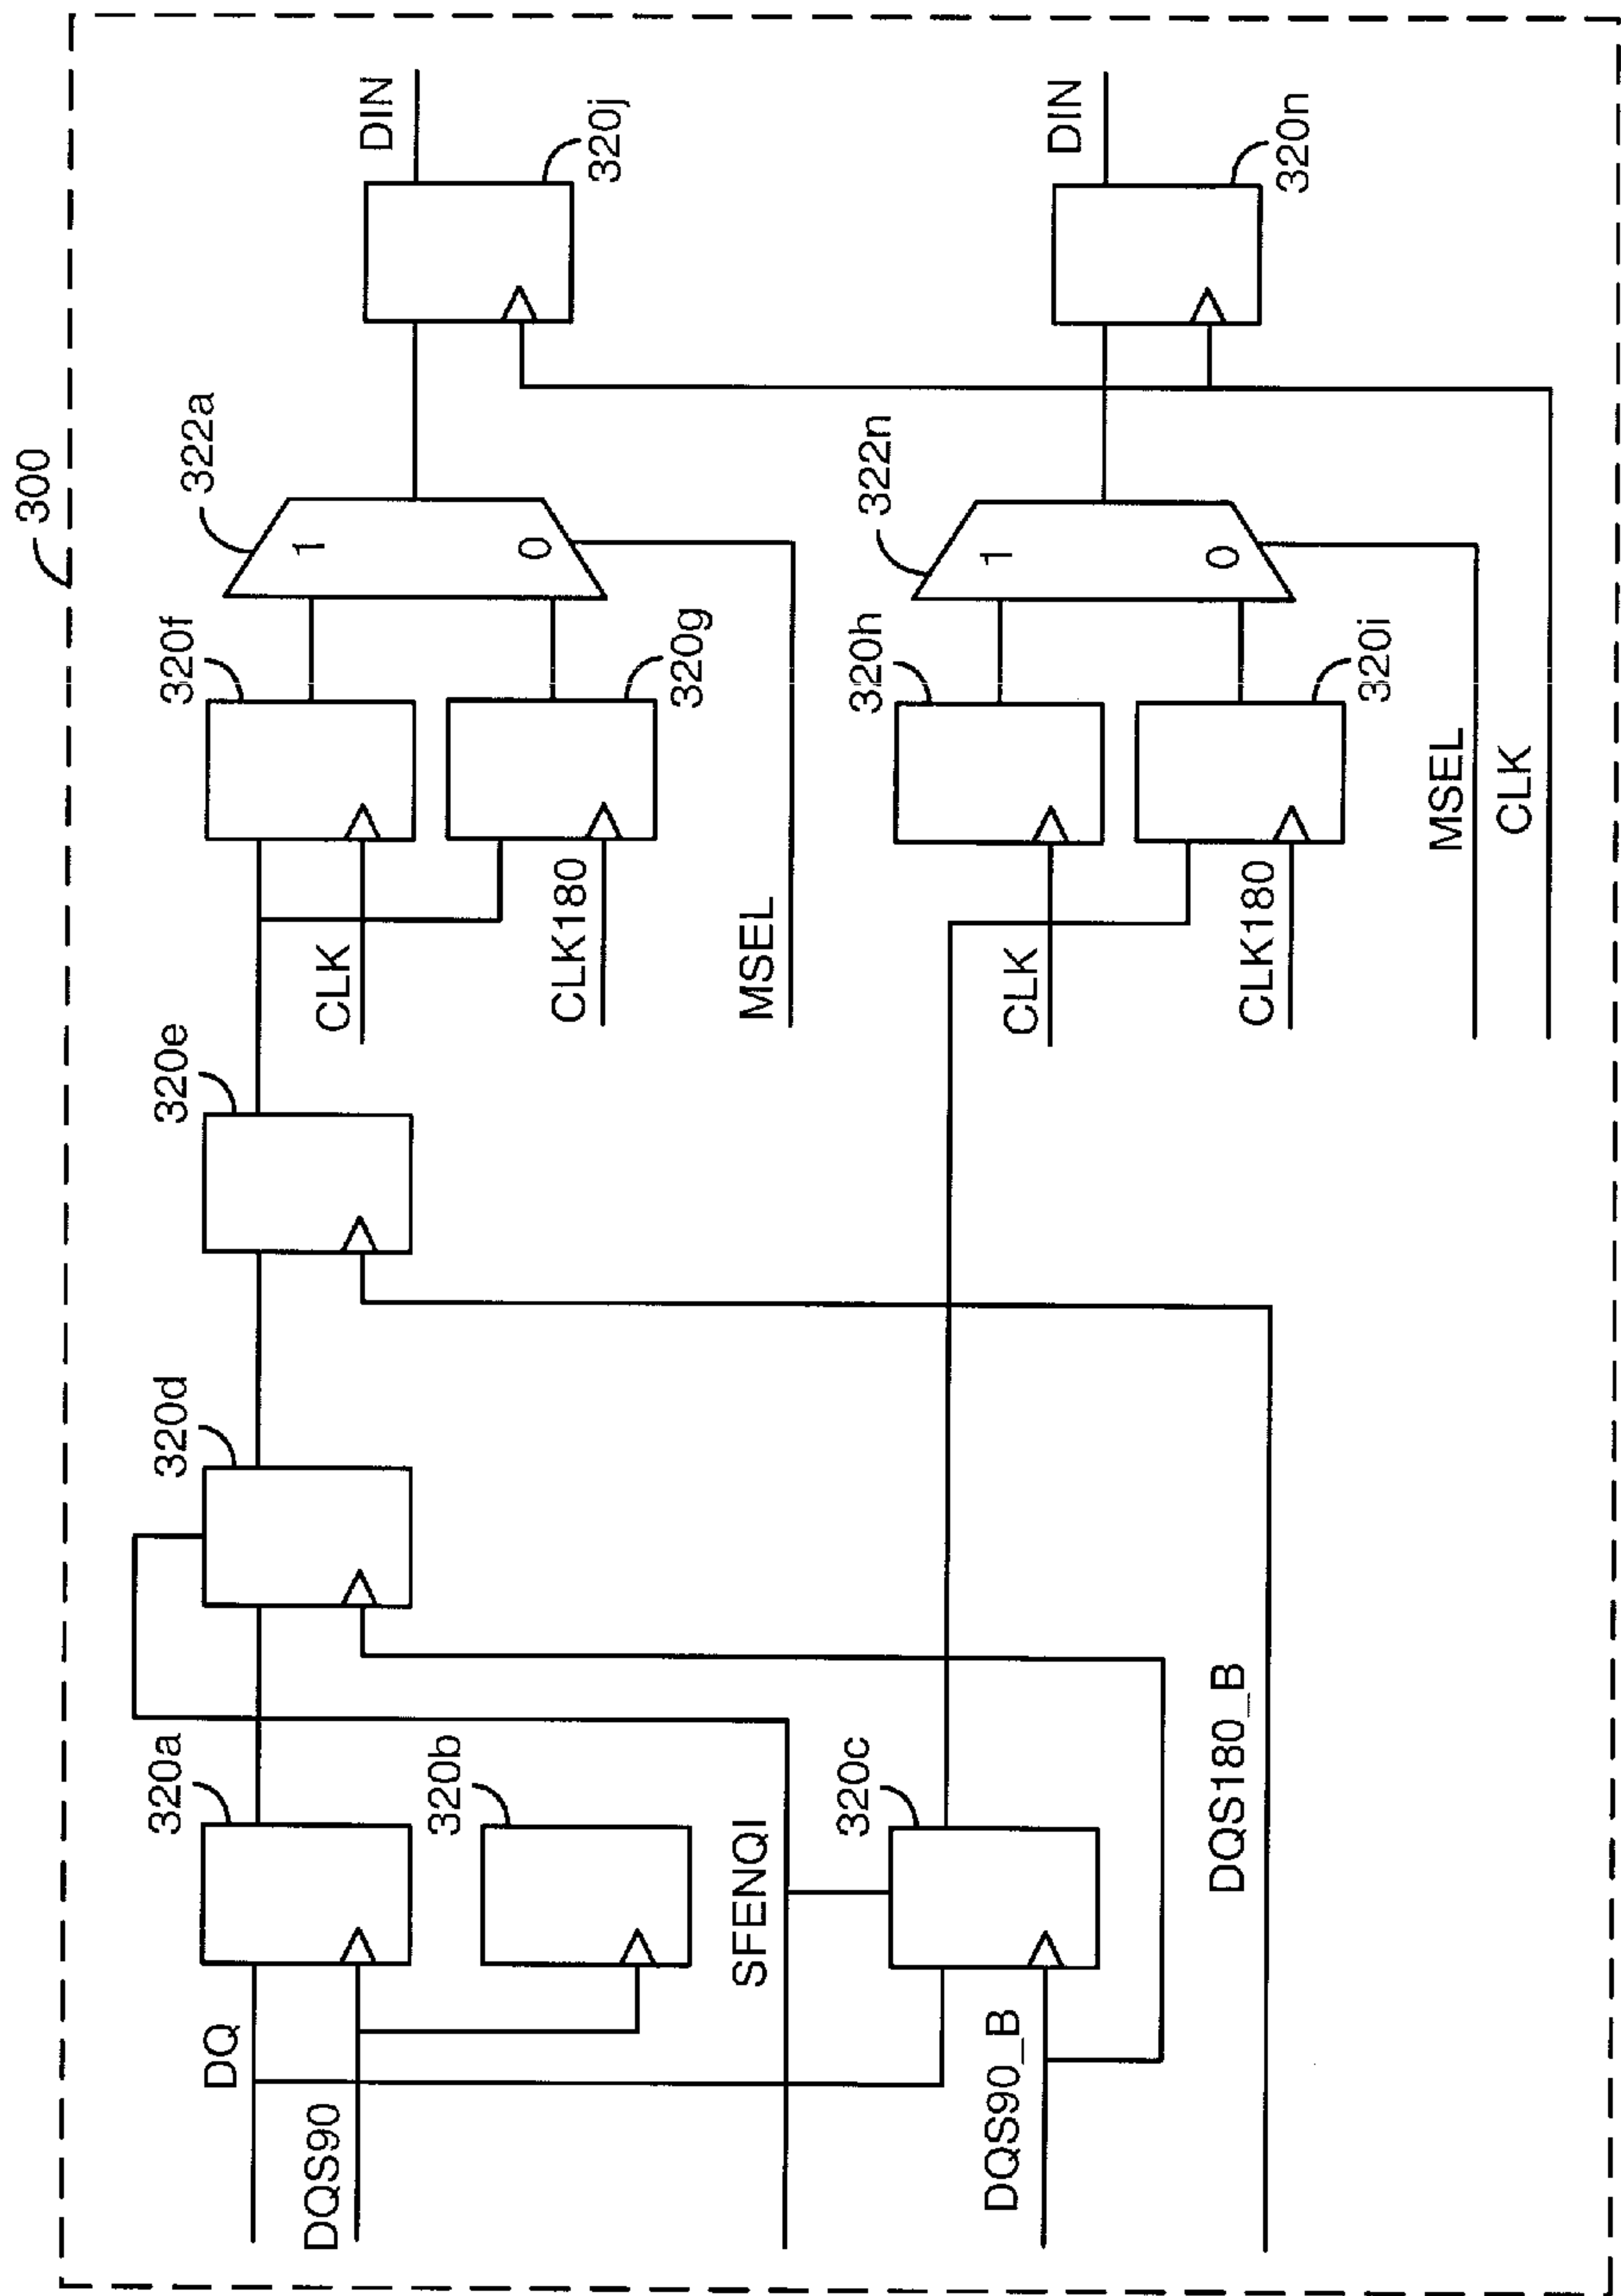 300
DQ
DQS90
320a
320b
SFENQI
DQS90_B
320c
DQS180_B
320d
320e
CLK
CLK180
MSEL
320f
320g
322a
1
0
DIN
320j
CLK
CLK180
MSEL
CLK
320h
320i
322n
1
0
DIN
320n